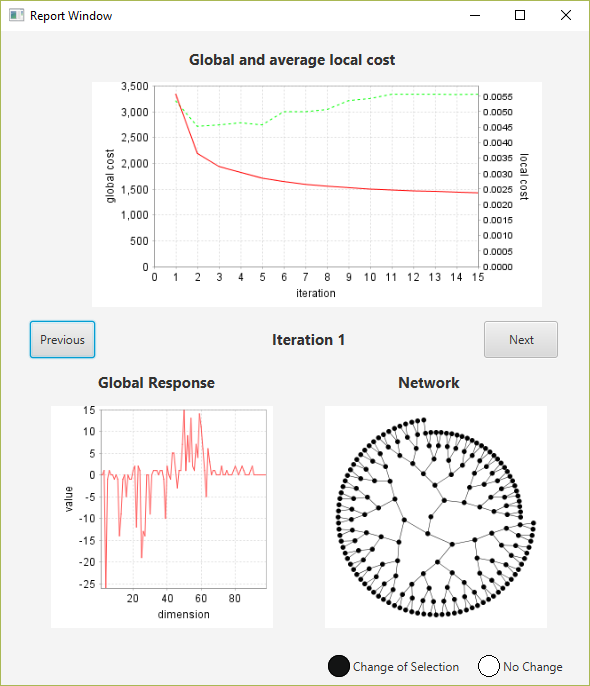 Report Window
Global and average local cost
3,500
3,000
2,500
2,000
1,500
1,000
500
0
global cost
0.0055
0.0050
0.0045
0.0040
0.0035
0.0030
0.0025
0.0020
0.0015
0.0010
0.0005
0.0000
local cost
0 1 2 3 4 5 6 7 8 9 10 11 12 13 14 15
iteration
Previous
Iteration 1
Next
Global Response
Network
15
10
5
0
-5
-10
-15
-20
-25
value
20 40 60 80
dimension
Change of Selection
No Change